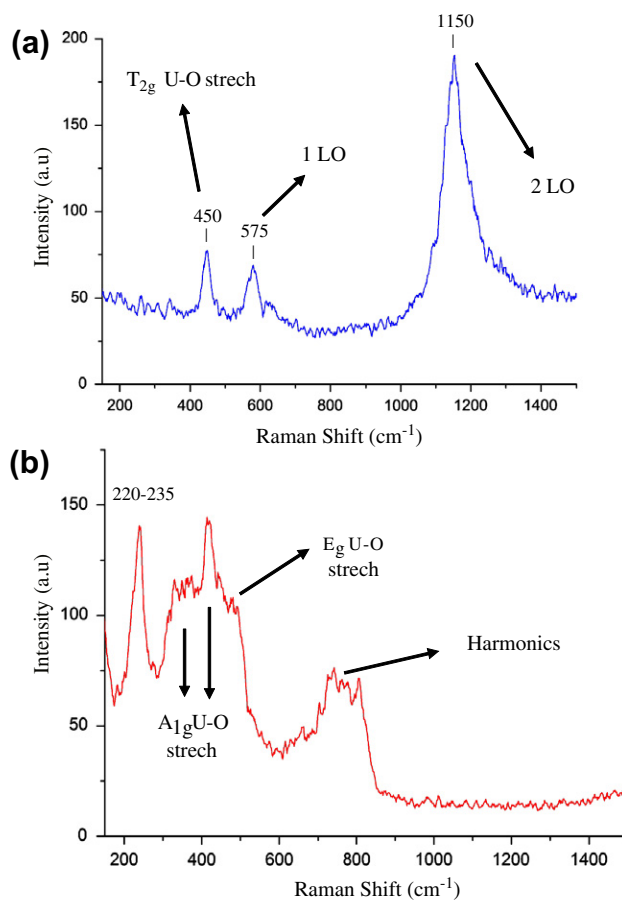 (a)
1150
200
T2g U-O strech
150
1 LO
2 LO
100
450
575
50
0
200 400 600 800 1000 1200 1400
Intensity (a.u)
Raman Shift (cm-1)
(b)
220-235
150
Eg U-O
strech
100
Harmonics
A1gU-O
strech
50
0
200 400 600 800 1000 1200 1400
Intensity (a.u)
Raman Shift (cm-1)